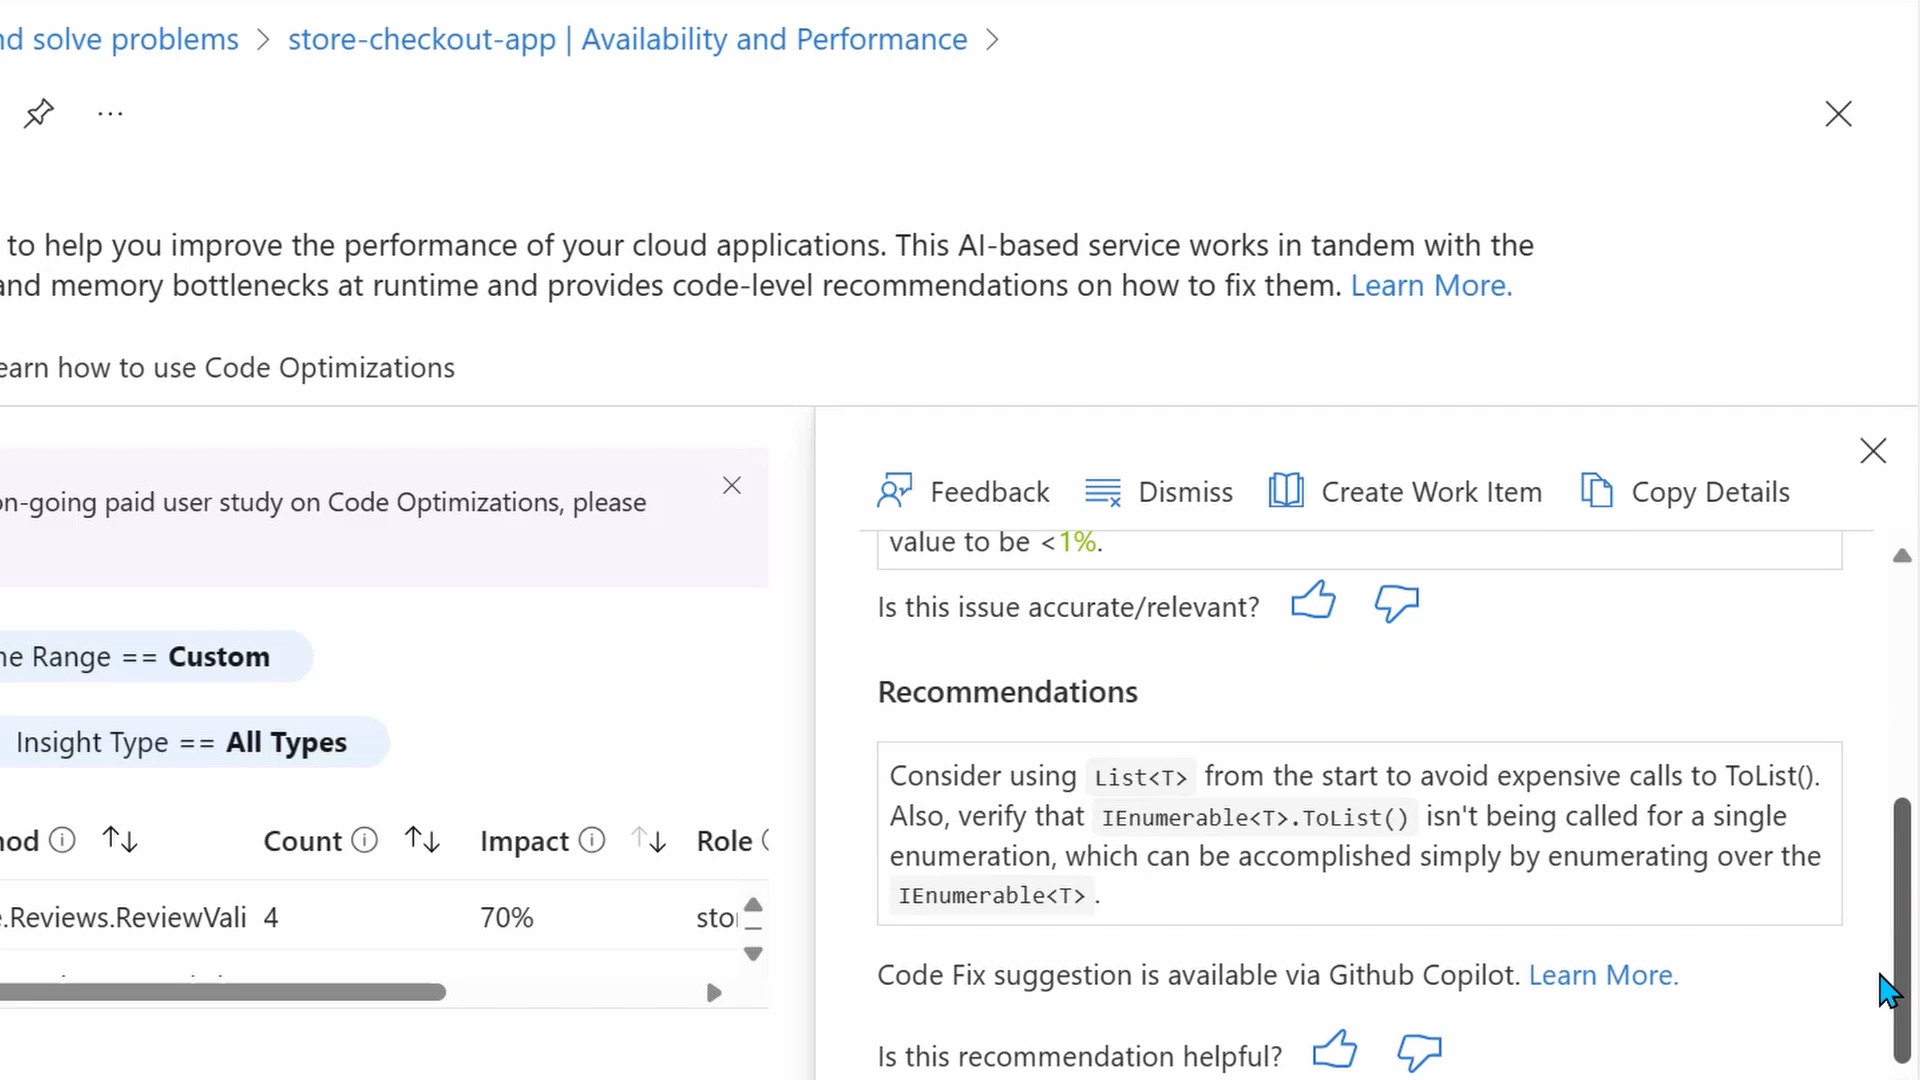 nd solve problems > store-checkout-app | Availability and Performance >
...
to help you improve the performance of your cloud applications. This AI-based service works in tandem with the
and memory bottlenecks at runtime and provides code-level recommendations on how to fix them. Learn More.
earn how to use Code Optimizations
on-going paid user study on Code Optimizations, please
ne Range == Custom
Insight Type == All Types
nod Count Impact Role
e.Reviews.ReviewVali 4 70% sto
Feedback Dismiss Create Work Item Copy Details
value to be <1%.
Is this issue accurate/relevant?
Recommendations
Consider using List<T> from the start to avoid expensive calls to ToList().
Also, verify that IEnumerable<T>.ToList() isn't being called for a single
enumeration, which can be accomplished simply by enumerating over the
IEnumerable<T>.
Code Fix suggestion is available via Github Copilot. Learn More.
Is this recommendation helpful?